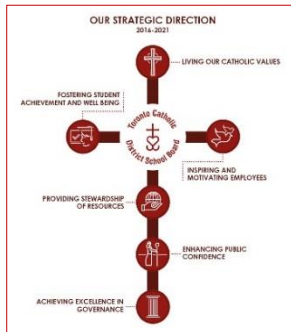 OUR STRATEGIC DIRECTION
2016-2021
LIVING OUR CATHOLIC VALUES
FOSTERING STUDENT
ACHIEVEMENT AND WELL BEING
Toronto Catholic
District School Board
INSPIRING AND
MOTIVATING EMPLOYEES
PROVIDING STEWARDSHIP
OF RESOURCES
ENHANCING PUBLIC
CONFIDENCE
ACHIEVING EXCELLENCE IN
GOVERNANCE